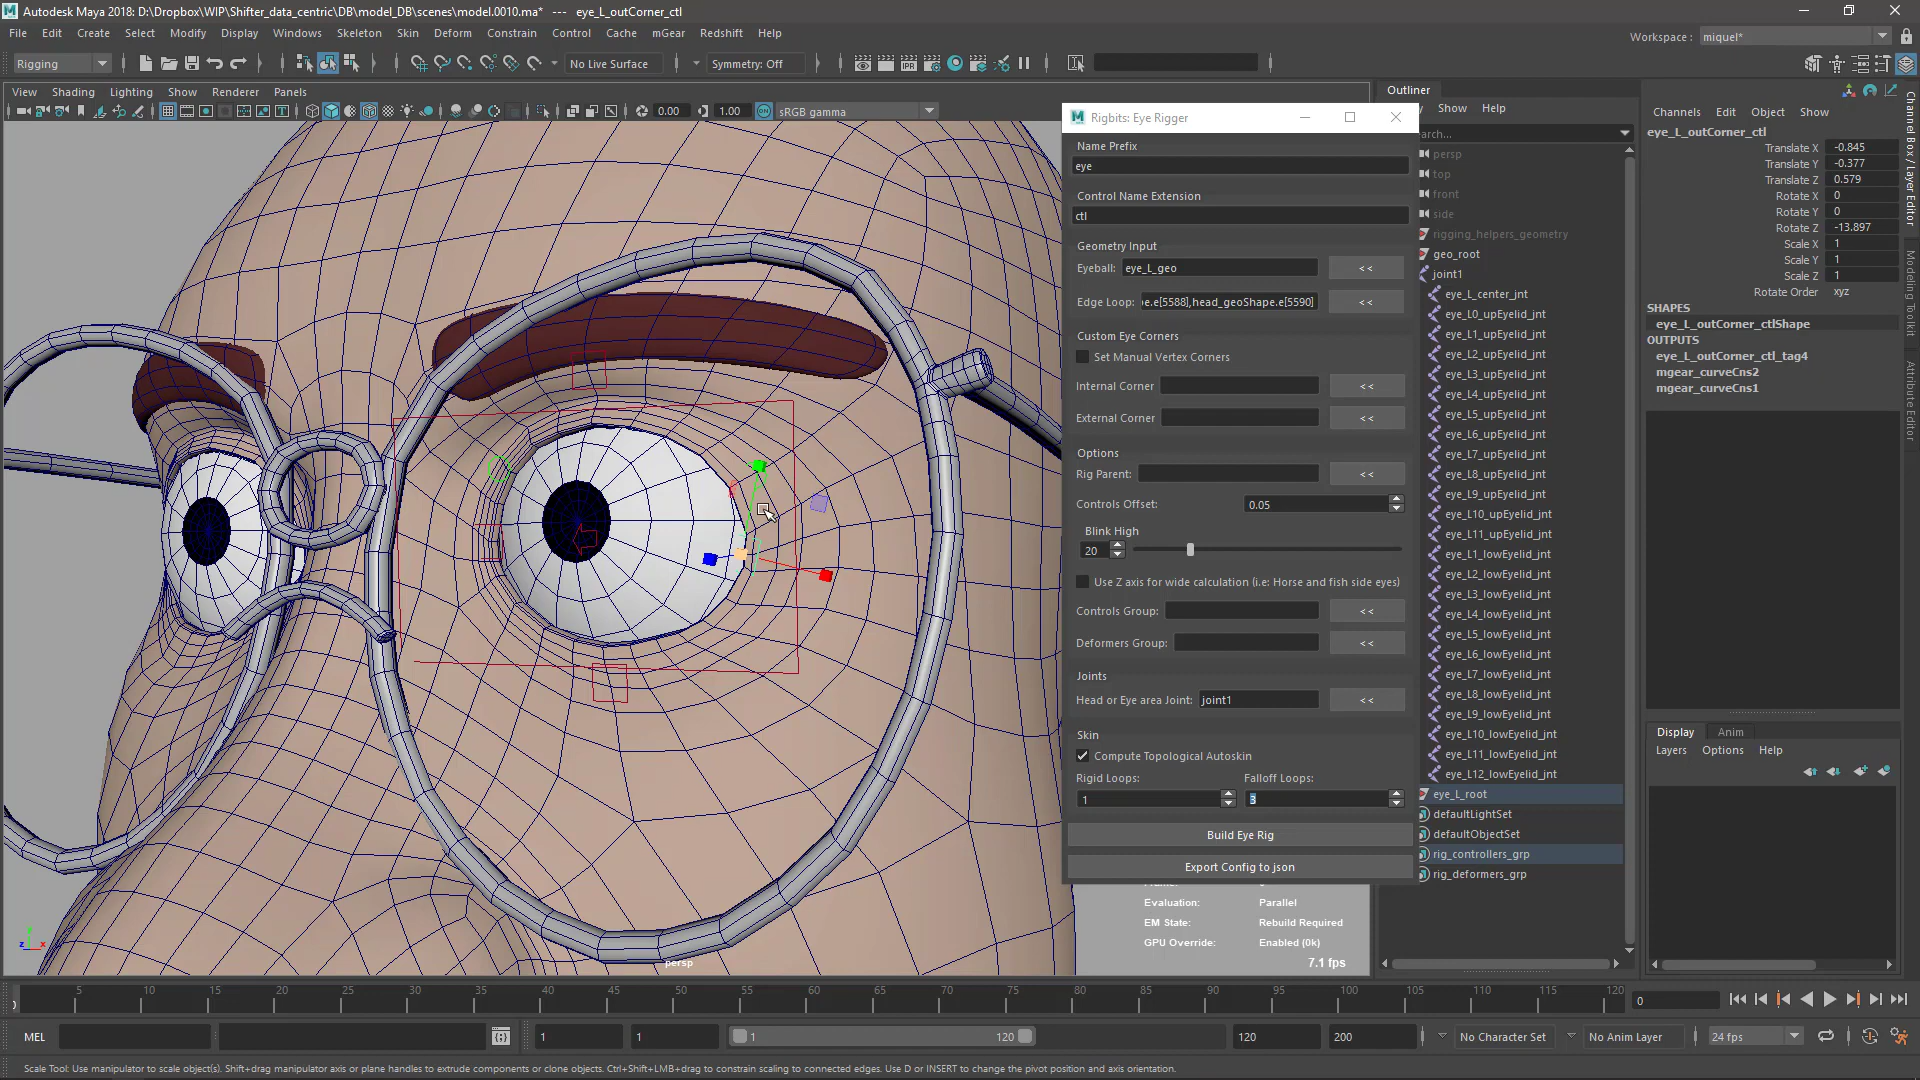 Autodesk Maya 2018: D:\Dropbox\WIP\Shifter_data_centric\DB\model_DB\scenes\model.0010.ma* --- eye_L_outCorner_ctl
File Edit Create Select Modify Display Windows Skeleton Skin Deform Constrain Control Cache mGear Redshift Help
Workspace : miquel*
Rigging
No Live Surface
Symmetry: Off
View Shading Lighting Show Renderer Panels
0.00 1.00 ON sRGB gamma
Rigbits: Eye Rigger
Name Prefix
eye
Control Name Extension
ctl
Geometry Input
Eyeball: eye_L_geo <<
Edge Loop: pe.e[5588],head_geoShape.e[5590] <<
Custom Eye Corners
Set Manual Vertex Corners
Internal Corner <<
External Corner <<
Options
Rig Parent: <<
Controls Offset: 0.05
Blink High
20
Use Z axis for wide calculation (i.e: Horse and fish side eyes)
Controls Group: <<
Deformers Group: <<
Joints
Head or Eye area Joint: joint1 <<
Skin
Compute Topological Autoskin
Rigid Loops: Falloff Loops:
1 3
Build Eye Rig
Export Config to json
Evaluation: Parallel
EM State: Rebuild Required
GPU Override: Enabled (0k)
7.1 fps
persp
Outliner
Show Help
arch...
persp
top
front
side
rigging_helpers_geometry
geo_root
joint1
eye_L_center_jnt
eye_L0_upEyelid_jnt
eye_L1_upEyelid_jnt
eye_L2_upEyelid_jnt
eye_L3_upEyelid_jnt
eye_L4_upEyelid_jnt
eye_L5_upEyelid_jnt
eye_L6_upEyelid_jnt
eye_L7_upEyelid_jnt
eye_L8_upEyelid_jnt
eye_L9_upEyelid_jnt
eye_L10_upEyelid_jnt
eye_L11_upEyelid_jnt
eye_L1_lowEyelid_jnt
eye_L2_lowEyelid_jnt
eye_L3_lowEyelid_jnt
eye_L4_lowEyelid_jnt
eye_L5_lowEyelid_jnt
eye_L6_lowEyelid_jnt
eye_L7_lowEyelid_jnt
eye_L8_lowEyelid_jnt
eye_L9_lowEyelid_jnt
eye_L10_lowEyelid_jnt
eye_L11_lowEyelid_jnt
eye_L12_lowEyelid_jnt
eye_L_root
defaultLightSet
defaultObjectSet
rig_controllers_grp
rig_deformers_grp
Channels Edit Object Show
eye_L_outCorner_ctl
Translate X -0.845
Translate Y -0.377
Translate Z 0.579
Rotate X 0
Rotate Y 0
Rotate Z -13.897
Scale X 1
Scale Y 1
Scale Z 1
Rotate Order xyz
SHAPES
eye_L_outCorner_ctlShape
OUTPUTS
eye_L_outCorner_ctl_tag4
mgear_curveCns2
mgear_curveCns1
Display Anim
Layers Options Help
Channel Box / Layer Editor
Modeling Toolkit
Attribute Editor
5 10 15 20 25 30 35 40 45 50 55 60 65 70 75 80 85 90 95 100 105 110 115 120
0
MEL
1 1 1 120 120 200
No Character Set
No Anim Layer
24 fps
Scale Tool: Use manipulator to scale object(s). Shift+drag manipulator axis or plane handles to extrude components or clone objects. Ctrl+Shift+LMB+drag to constrain scaling to connected edges. Use D or INSERT to change the pivot position and axis orientation.